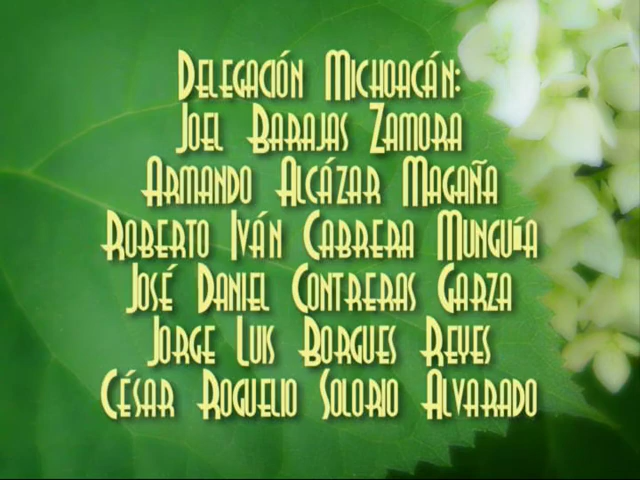 Delegación Michoacán:
Joel Barajas Zamora
Armando Alcázar Magaña
Roberto Iván Cabrera Munguía
José Daniel Contreras Garza
Jorge Luis Borgues Reyes
César Roguelio Solorio Alvarado